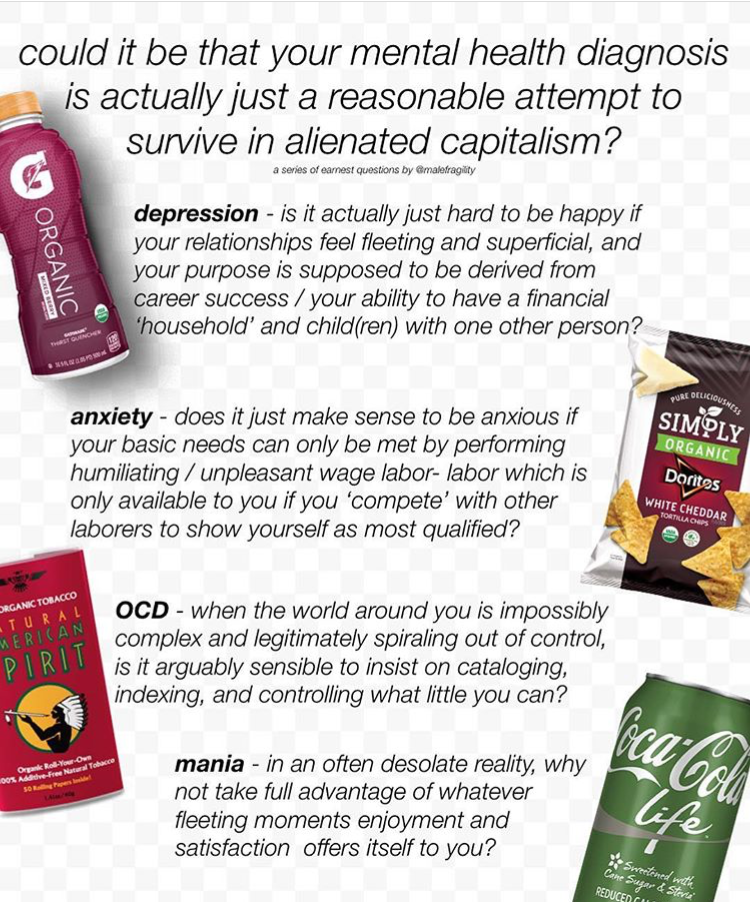 could it be that your mental health diagnosis
is actually just a reasonable attempt to
survive in alienated capitalism?
a series of earnest questions by @malefragility
G
ORGANIC
MIXED BERRY
THIRST QUENCHER
depression - is it actually just hard to be happy if
your relationships feel fleeting and superficial, and
your purpose is supposed to be derived from
career success / your ability to have a financial
‘household’ and child(ren) with one other person?
PURE DELICIOUSNESS
SIMPLY
ORGANIC
Doritos
WHITE CHEDDAR
TORTILLA CHIPS
anxiety - does it just make sense to be anxious if
your basic needs can only be met by performing
humiliating / unpleasant wage labor- labor which is
only available to you if you ‘compete’ with other
laborers to show yourself as most qualified?
ORGANIC TOBACCO
TURAL
MERICAN
PIRIT
Organic Roll-Your-Own
00% Additive-Free Natural Tobacco
50 Rolling Papers Inside!
OCD - when the world around you is impossibly
complex and legitimately spiraling out of control,
is it arguably sensible to insist on cataloging,
indexing, and controlling what little you can?
mania - in an often desolate reality, why
not take full advantage of whatever
fleeting moments enjoyment and
satisfaction offers itself to you?
Coca-Cola
Life
Sweetened with
Cane Sugar & Stevia
REDUCED